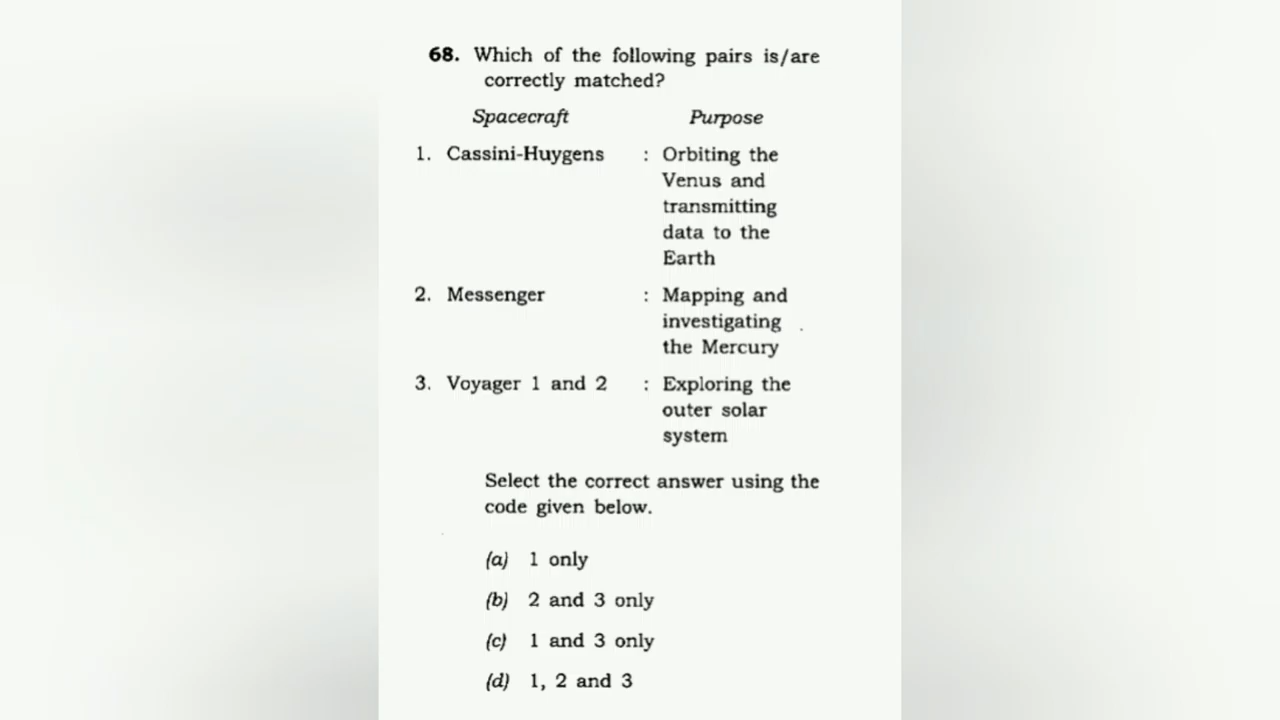 68. Which of the following pairs is/are
correctly matched?
Spacecraft Purpose
1. Cassini-Huygens : Orbiting the
Venus and
transmitting
data to the
Earth
2. Messenger : Mapping and
investigating
the Mercury
3. Voyager 1 and 2 : Exploring the
outer solar
system
Select the correct answer using the
code given below.
(a) 1 only
(b) 2 and 3 only
(c) 1 and 3 only
(d) 1, 2 and 3